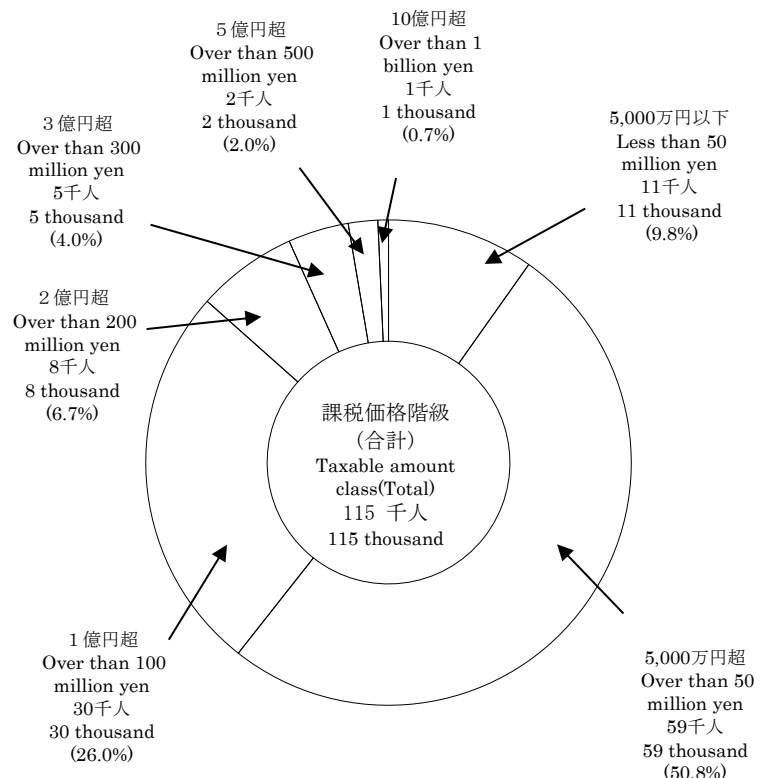 ５億円超
Over than 500
million yen
2千人
2 thousand
(2.0%)
10億円超
Over than 1
billion yen
1千人
1 thousand
(0.7%)
３億円超
Over than 300
million yen
5千人
5 thousand
(4.0%)
5,000万円以下
Less than 50
million yen
11千人
11 thousand
(9.8%)
２億円超
Over than 200
million yen
8千人
8 thousand
(6.7%)
課税価格階級
（合計）
Taxable amount
class(Total)
115 千人
115 thousand
１億円超
Over than 100
million yen
30千人
30 thousand
(26.0%)
5,000万円超
Over than 50
million yen
59千人
59 thousand
(50.8%)